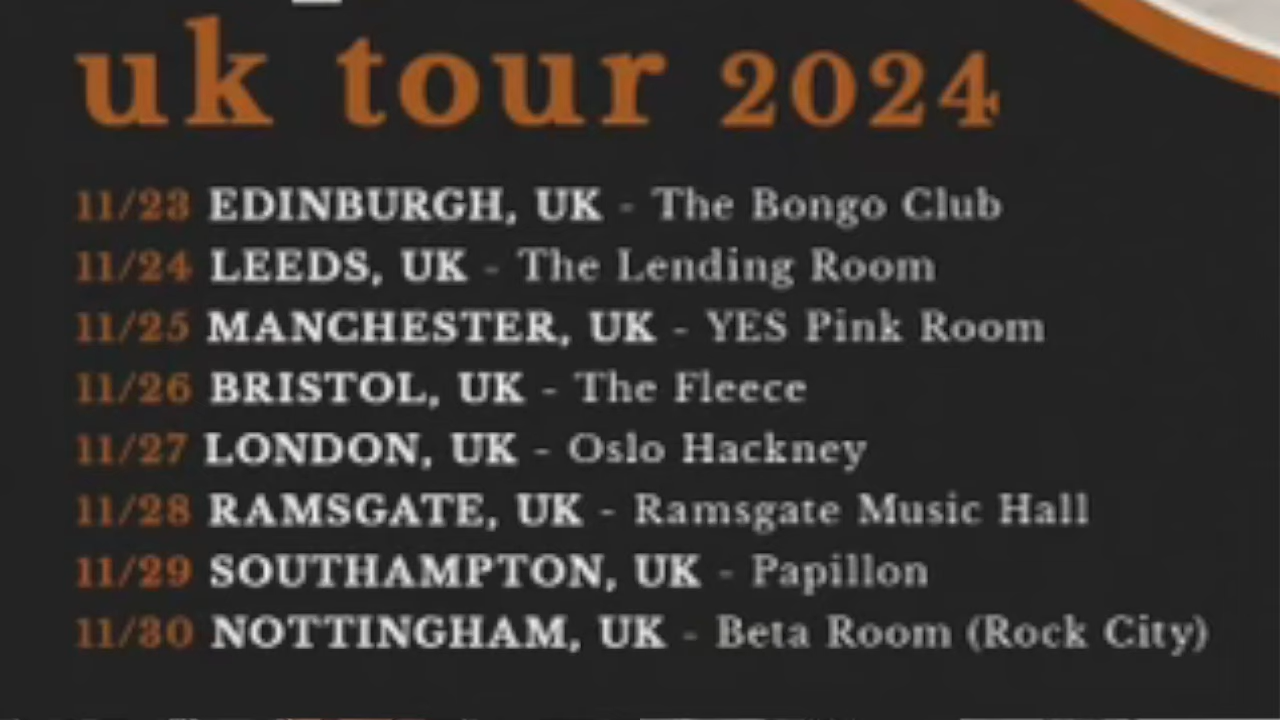 uk tour 2024
11/23 EDINBURGH, UK - The Bongo Club
11/24 LEEDS, UK - The Lending Room
11/25 MANCHESTER, UK - YES Pink Room
11/26 BRISTOL, UK - The Fleece
11/27 LONDON, UK - Oslo Hackney
11/28 RAMSGATE, UK - Ramsgate Music Hall
11/29 SOUTHAMPTON, UK - Papillon
11/30 NOTTINGHAM, UK - Beta Room (Rock City)